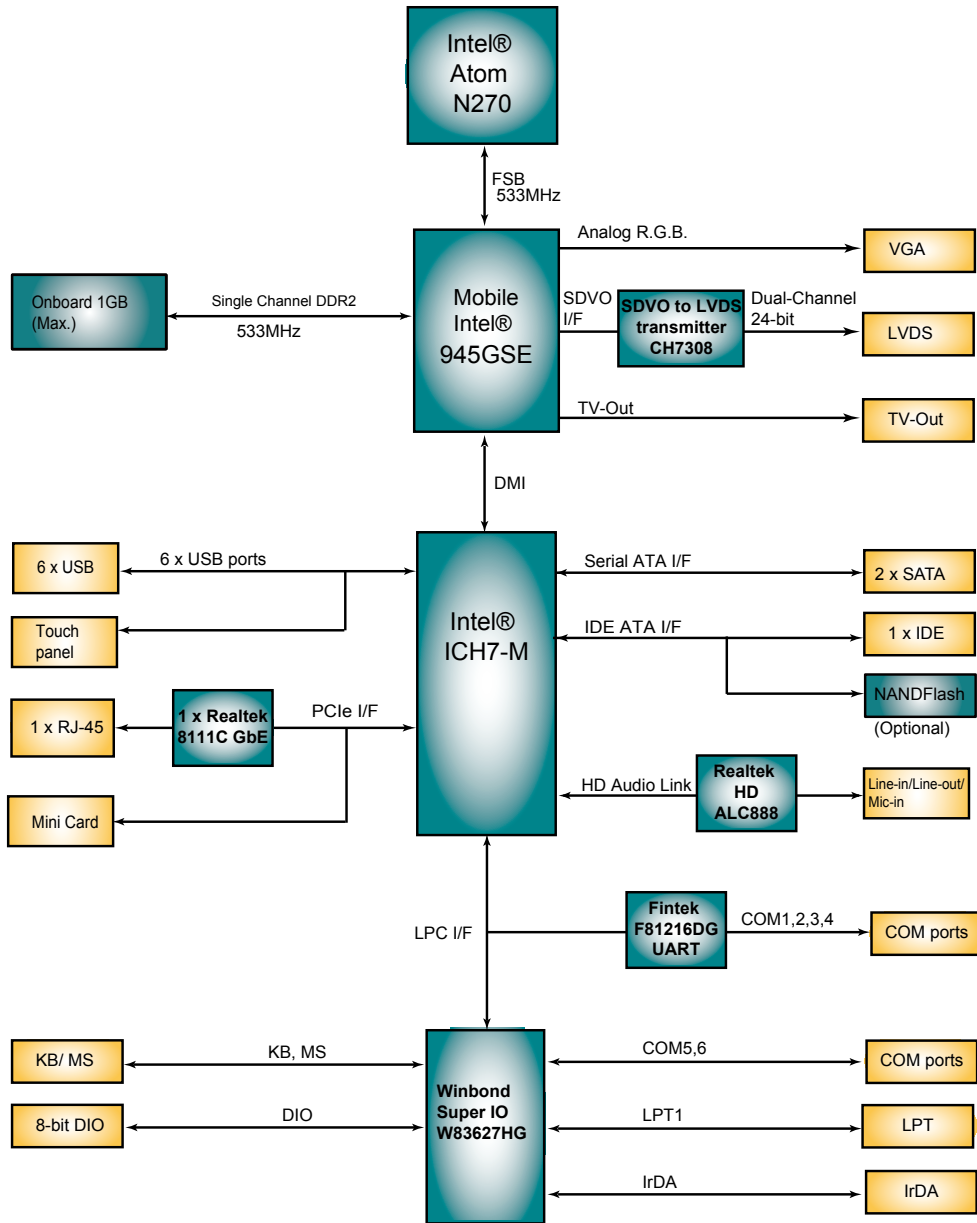 Intel®
Atom
N270
FSB
533MHz
Analog R.G.B.
VGA
Onboard 1GB
(Max.)
Single Channel DDR2
533MHz
Mobile
Intel®
945GSE
SDVO
I/F
SDVO to LVDS
transmitter
CH7308
Dual-Channel
24-bit
LVDS
TV-Out
TV-Out
DMI
6 x USB
6 x USB ports
Touch
panel
Intel®
ICH7-M
Serial ATA I/F
2 x SATA
IDE ATA I/F
1 x IDE
NANDFlash
(Optional)
1 x RJ-45
1 x Realtek
8111C GbE
PCIe I/F
Mini Card
HD Audio Link
Realtek
HD
ALC888
Line-in/Line-out/
Mic-in
LPC I/F
Fintek
F81216DG
UART
COM1,2,3,4
COM ports
KB/ MS
KB, MS
8-bit DIO
DIO
Winbond
Super IO
W83627HG
COM5,6
COM ports
LPT1
LPT
IrDA
IrDA